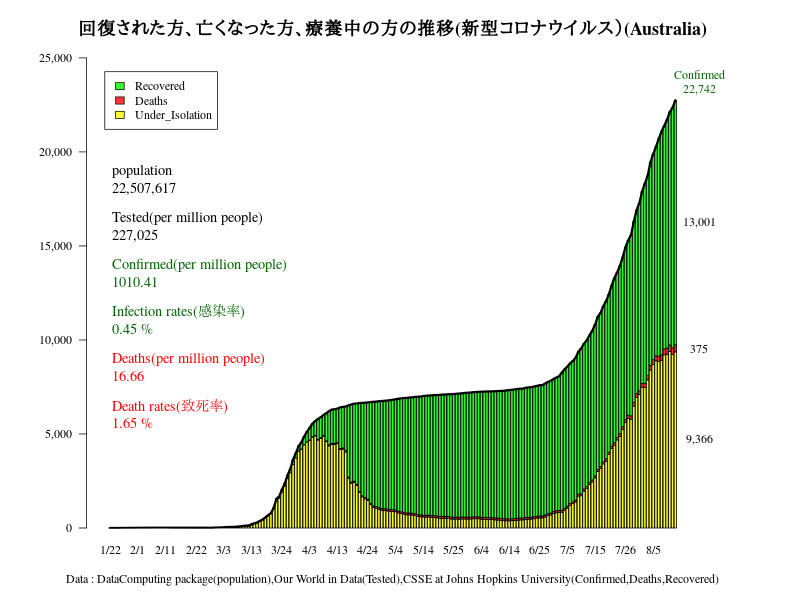 回復された方、亡くなった方、療養中の方の推移(新型コロナウイルス）(Australia)
25,000
20,000
15,000
10,000
5,000
0
Recovered
Deaths
Under_Isolation
population
22,507,617
Tested(per million people)
227,025
Confirmed(per million people)
1010.41
Infection rates(感染率)
0.45 %
Deaths(per million people)
16.66
Death rates(致死率)
1.65 %
Confirmed
22,742
13,001
375
9,366
1/22 2/1 2/11 2/22 3/3 3/13 3/24 4/3 4/13 4/24 5/4 5/14 5/25 6/4 6/14 6/25 7/5 7/15 7/26 8/5
Data : DataComputing package(population),Our World in Data(Tested),CSSE at Johns Hopkins University(Confirmed,Deaths,Recovered)